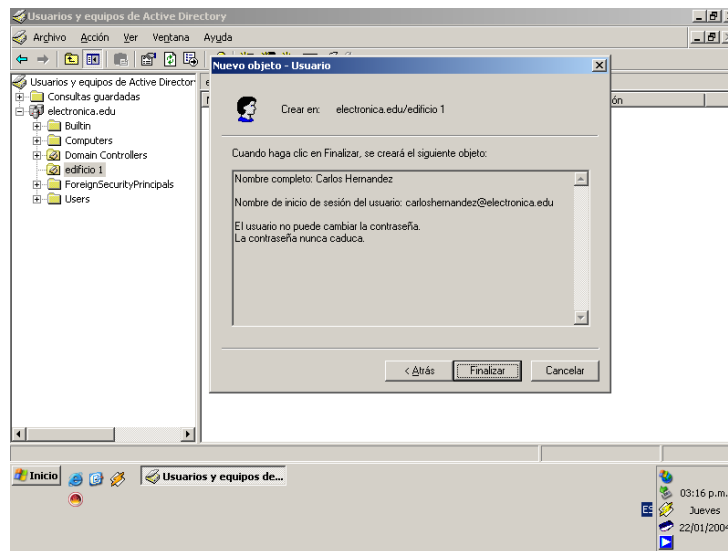 Usuarios y equipos de Active Directory
Archivo Acción Ver Ventana Ayuda
Usuarios y equipos de Active Director
Consultas guardadas
electronica.edu
Builtin
Computers
Domain Controllers
edificio 1
ForeignSecurityPrincipals
Users
ón
Nuevo objeto - Usuario
Crear en: electronica.edu/edificio 1
Cuando haga clic en Finalizar, se creará el siguiente objeto:
Nombre completo: Carlos Hernandez
Nombre de inicio de sesión del usuario: carloshernandez@electronica.edu
El usuario no puede cambiar la contraseña.
La contraseña nunca caduca.
< Atrás Finalizar Cancelar
Inicio Usuarios y equipos de...
ES
03:16 p.m.
Jueves
22/01/2004